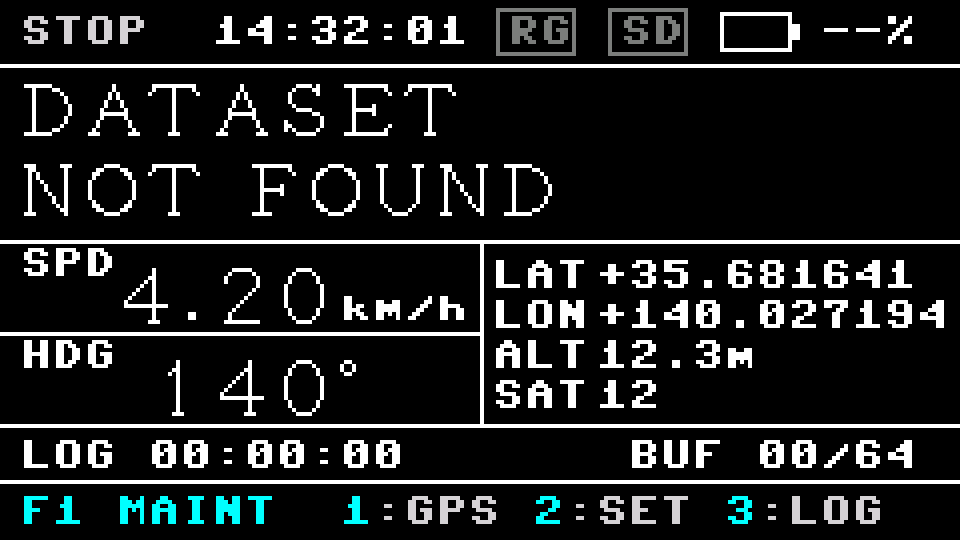 STOP 14:32:01 RG SD --%
DATASET
NOT FOUND
SPD 4.20 km/h
HDG 140°
LAT +35.681641
LON +140.027194
ALT 12.3m
SAT 12
LOG 00:00:00 BUF 00/64
F1 MAINT 1:GPS 2:SET 3:LOG